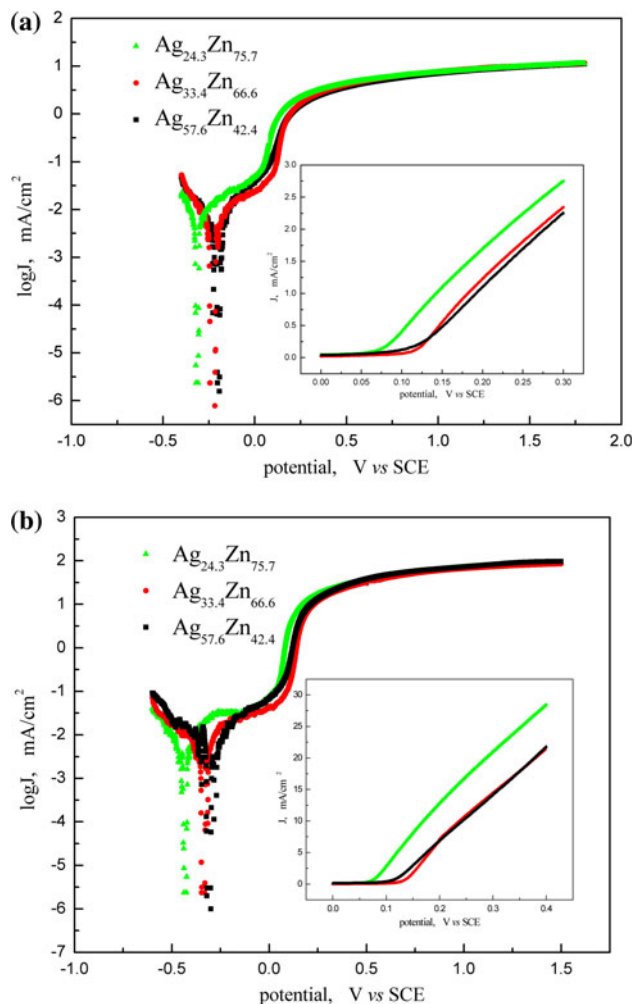 (a)
2
1
0
-1
-2
-3
-4
-5
-6
logJ, mA/cm²
Ag24.3Zn75.7
Ag33.4Zn66.6
Ag57.6Zn42.4
3.0
2.5
2.0
1.5
1.0
0.5
0.0
J, mA/cm²
0.00 0.05 0.10 0.15 0.20 0.25 0.30
potential, V vs SCE
-1.0 -0.5 0.0 0.5 1.0 1.5 2.0
potential, V vs SCE
(b)
3
2
1
0
-1
-2
-3
-4
-5
-6
-7
logJ, mA/cm²
Ag24.3Zn75.7
Ag33.4Zn66.6
Ag57.6Zn42.4
30
25
20
15
10
5
0
J, mA/cm²
0.0 0.1 0.2 0.3 0.4
potential, V vs SCE
-1.0 -0.5 0.0 0.5 1.0 1.5
potential, V vs SCE